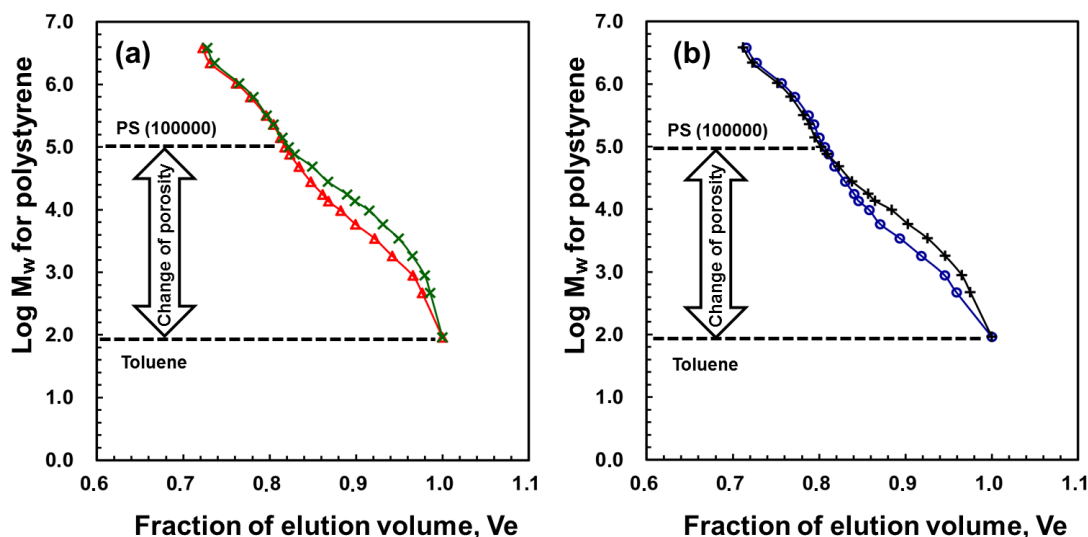 (a)
Log Mw for polystyrene
7.0
6.0
5.0
4.0
3.0
2.0
1.0
0.0
PS (100000)
Change of porosity
Toluene
0.6 0.7 0.8 0.9 1.0 1.1
Fraction of elution volume, Ve
(b)
Log Mw for polystyrene
7.0
6.0
5.0
4.0
3.0
2.0
1.0
0.0
PS (100000)
Change of porosity
Toluene
0.6 0.7 0.8 0.9 1.0 1.1
Fraction of elution volume, Ve